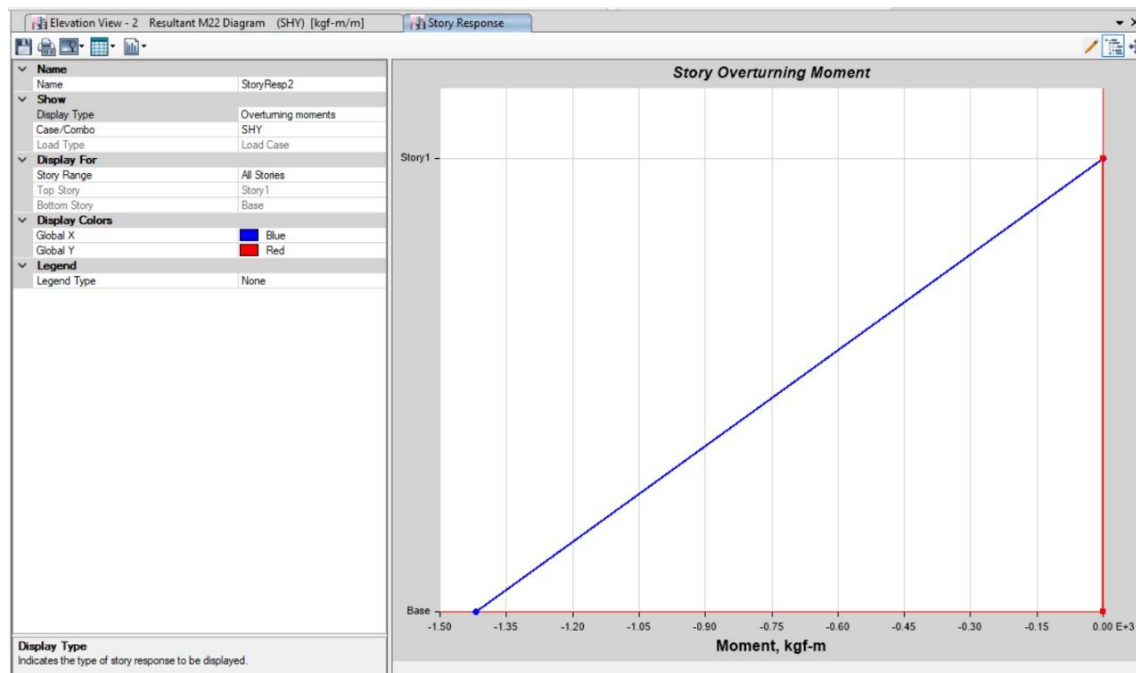 Elevation View - 2 Resultant M22 Diagram (SHY) [kgf-m/m]
Story Response
Name
Name StoryResp2
Show
Display Type Overturning moments
Case/Combo SHY
Load Type Load Case
Display For
Story Range All Stories
Top Story Story1
Bottom Story Base
Display Colors
Global X Blue
Global Y Red
Legend
Legend Type None
Display Type
Indicates the type of story response to be displayed.
Story Overturning Moment
Story1
Base
-1.50 -1.35 -1.20 -1.05 -0.90 -0.75 -0.60 -0.45 -0.30 -0.15 0.00 E+3
Moment, kgf-m